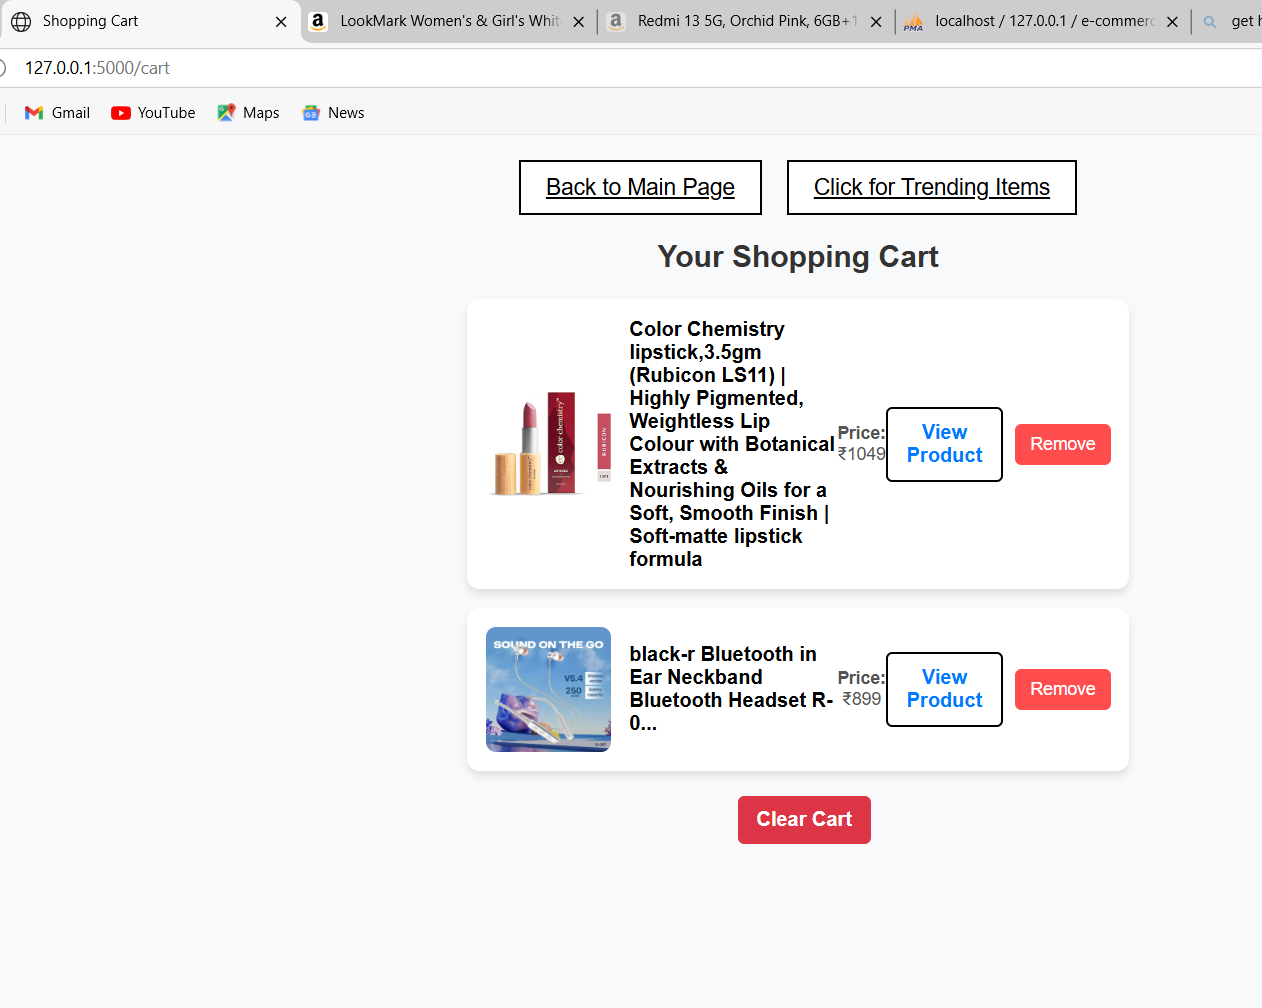 Shopping Cart
LookMark Women's & Girl's Whit
Redmi 13 5G, Orchid Pink, 6GB+1
PMA
localhost / 127.0.0.1 / e-commerc
get h
127.0.0.1:5000/cart
Gmail
YouTube
Maps
News
Back to Main Page
Click for Trending Items
Your Shopping Cart
color chemistry
RUBICON
Color Chemistry
lipstick,3.5gm
(Rubicon LS11) |
Highly Pigmented,
Weightless Lip
Colour with Botanical
Extracts &
Nourishing Oils for a
Soft, Smooth Finish |
Soft-matte lipstick
formula
Price:
₹1049
View
Product
Remove
SOUND ON THE GO
V5.4
250
black-r Bluetooth in
Ear Neckband
Bluetooth Headset R-
0...
Price:
₹899
View
Product
Remove
Clear Cart